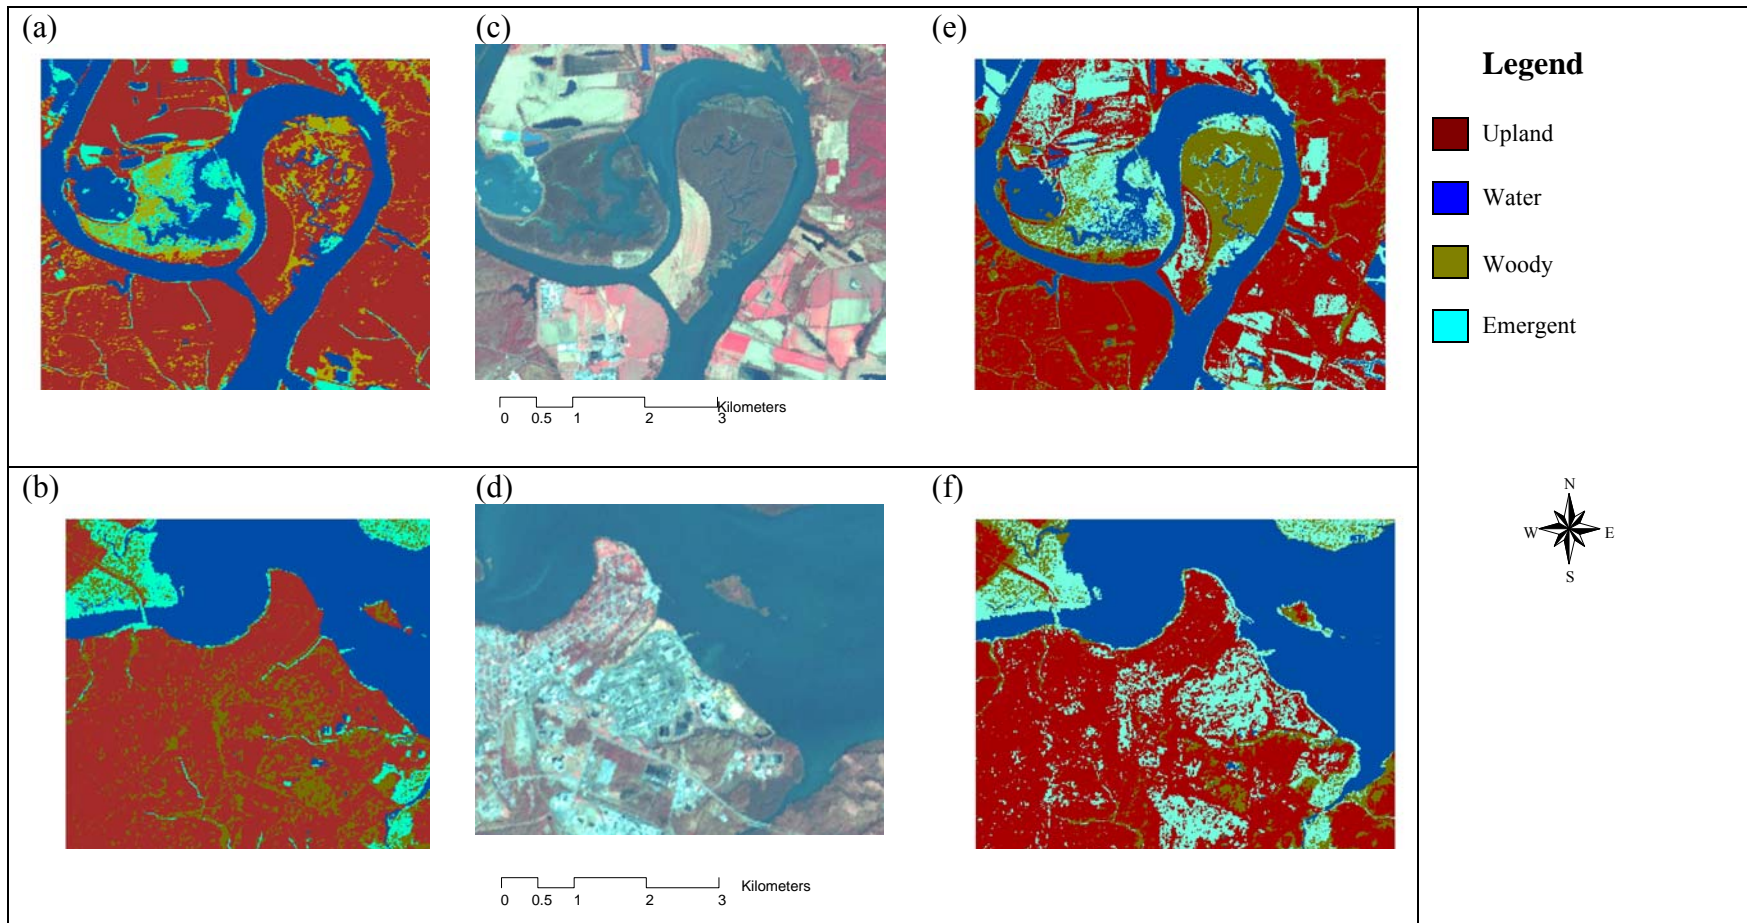 (a)
(c)
(e)
Legend
Upland
Water
Woody
Emergent
Kilometers
0 0.5 1 2 3
(b)
(d)
(f)
N
W E
S
Kilometers
0 0.5 1 2 3